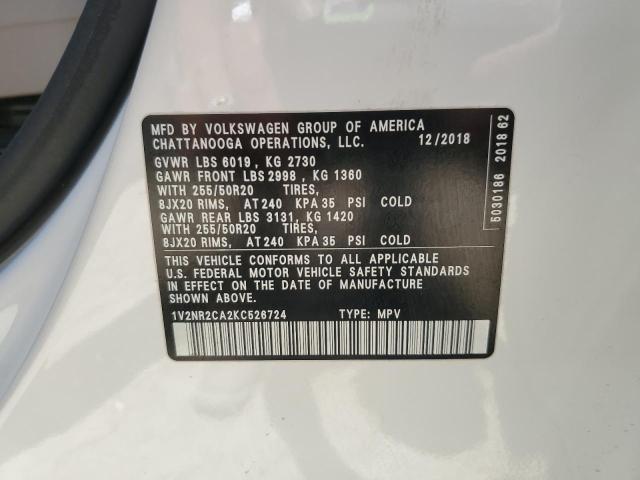 MFD BY VOLKSWAGEN GROUP OF AMERICA
CHATTANOOGA OPERATIONS, LLC. 12/2018
GVWR LBS 6019, KG 2730
GAWR FRONT LBS 2998, KG 1360
WITH 255/50R20 TIRES,
8JX20 RIMS, AT 240 KPA 35 PSI COLD
GAWR REAR LBS 3131, KG 1420
WITH 255/50R20 TIRES,
8JX20 RIMS, AT 240 KPA 35 PSI COLD
THIS VEHICLE CONFORMS TO ALL APPLICABLE
U.S. FEDERAL MOTOR VEHICLE SAFETY STANDARDS
IN EFFECT ON THE DATE OF MANUFACTURE
SHOWN ABOVE.
1V2NR2CA2KC526724 TYPE: MPV
5030186 2018 62